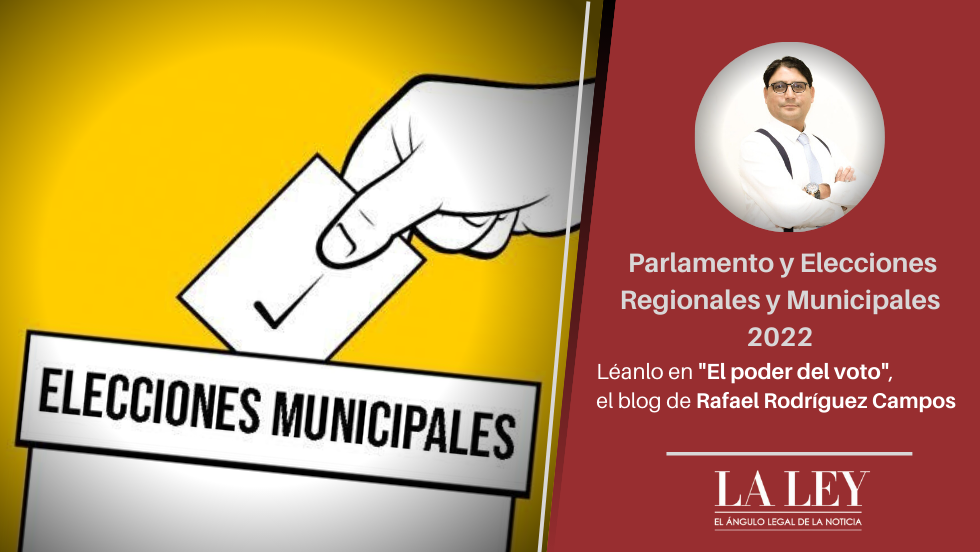 ELECCIONES MUNICIPALES
Parlamento y Elecciones
Regionales y Municipales
2022
Léanlo en "El poder del voto",
el blog de Rafael Rodríguez Campos
LA LEY
EL ÁNGULO LEGAL DE LA NOTICIA